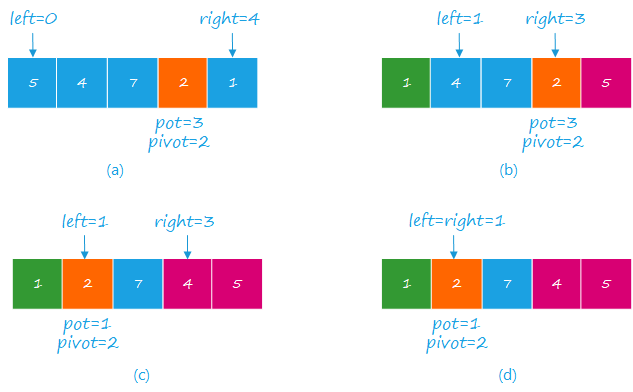 left=0 right=4
5 4 7 2 1
pot=3
pivot=2
(a)
left=1 right=3
1 4 7 2 5
pot=3
pivot=2
(b)
left=1 right=3
1 2 7 4 5
pot=1
pivot=2
(c)
left=right=1
1 2 7 4 5
pot=1
pivot=2
(d)